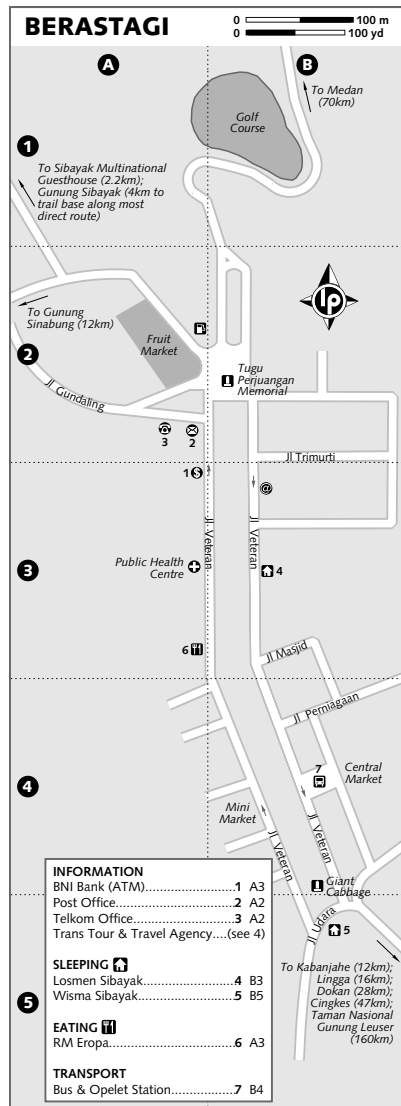 BERASTAGI
0 100 m
0 100 yd
A
B
To Medan
(70km)
Golf
Course
1
To Sibayak Multinational
Guesthouse (2.2km);
Gunung Sibayak (4km to
trail base along most
direct route)
lp
To Gunung
Sinabung (12km)
Fruit
Market
2
Tugu
Perjuangan
Memorial
Jl Gundaling
3
2
Jl Trimurti
1 $
@
Jl Veteran
Jl Veteran
Public Health
Centre
3
4
6
Jl Masjid
Jl Perniagaan
7
Central
Market
4
Mini
Market
Jl Veteran
Jl Veteran
Giant
Cabbage
Jl Udara
5
To Kabanjahe (12km);
Lingga (16km);
Dokan (28km);
Cingkes (47km);
Taman Nasional
Gunung Leuser
(160km)
5
INFORMATION
BNI Bank (ATM)........................1 A3
Post Office................................2 A2
Telkom Office...........................3 A2
Trans Tour & Travel Agency....(see 4)
SLEEPING
Losmen Sibayak........................4 B3
Wisma Sibayak.........................5 B5
EATING
RM Eropa.................................6 A3
TRANSPORT
Bus & Opelet Station................7 B4